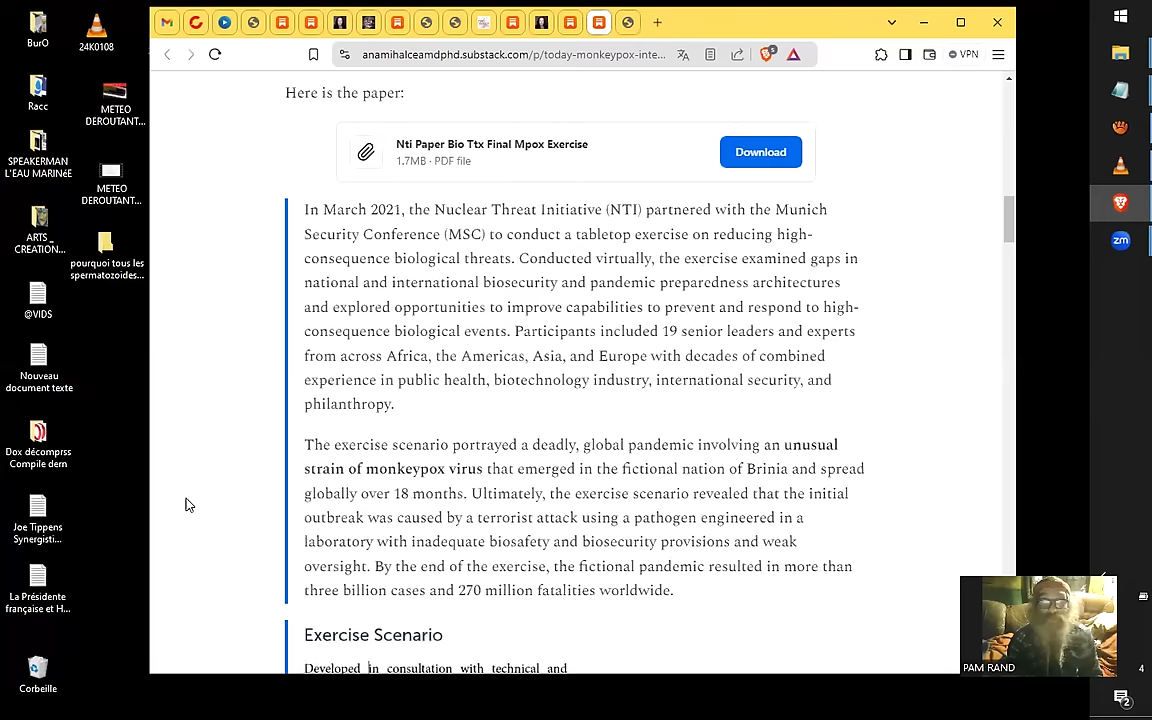 BurO
24K0108
Racc
METEO
DEROUTANT...
SPEAKERMAN
L'EAU MARINéE
METEO
DEROUTANT...
ARTS _
CREATION...
pourquoi tous les
spermatozoides...
@VIDS
Nouveau
document texte
Dox décomprss
Compile dern
Joe Tippens
Synergisti...
La Présidente
française et H...
Corbeille
anamihalceamdphd.substack.com/p/today-monkeypox-inte...
5
VPN
Here is the paper:
Nti Paper Bio Ttx Final Mpox Exercise
1.7MB · PDF file
Download
In March 2021, the Nuclear Threat Initiative (NTI) partnered with the Munich
Security Conference (MSC) to conduct a tabletop exercise on reducing high-
consequence biological threats. Conducted virtually, the exercise examined gaps in
national and international biosecurity and pandemic preparedness architectures
and explored opportunities to improve capabilities to prevent and respond to high-
consequence biological events. Participants included 19 senior leaders and experts
from across Africa, the Americas, Asia, and Europe with decades of combined
experience in public health, biotechnology industry, international security, and
philanthropy.
The exercise scenario portrayed a deadly, global pandemic involving an unusual
strain of monkeypox virus that emerged in the fictional nation of Brinia and spread
globally over 18 months. Ultimately, the exercise scenario revealed that the initial
outbreak was caused by a terrorist attack using a pathogen engineered in a
laboratory with inadequate biosafety and biosecurity provisions and weak
oversight. By the end of the exercise, the fictional pandemic resulted in more than
three billion cases and 270 million fatalities worldwide.
Exercise Scenario
Developed in consultation with technical and
zm
PAM RAND
4
2